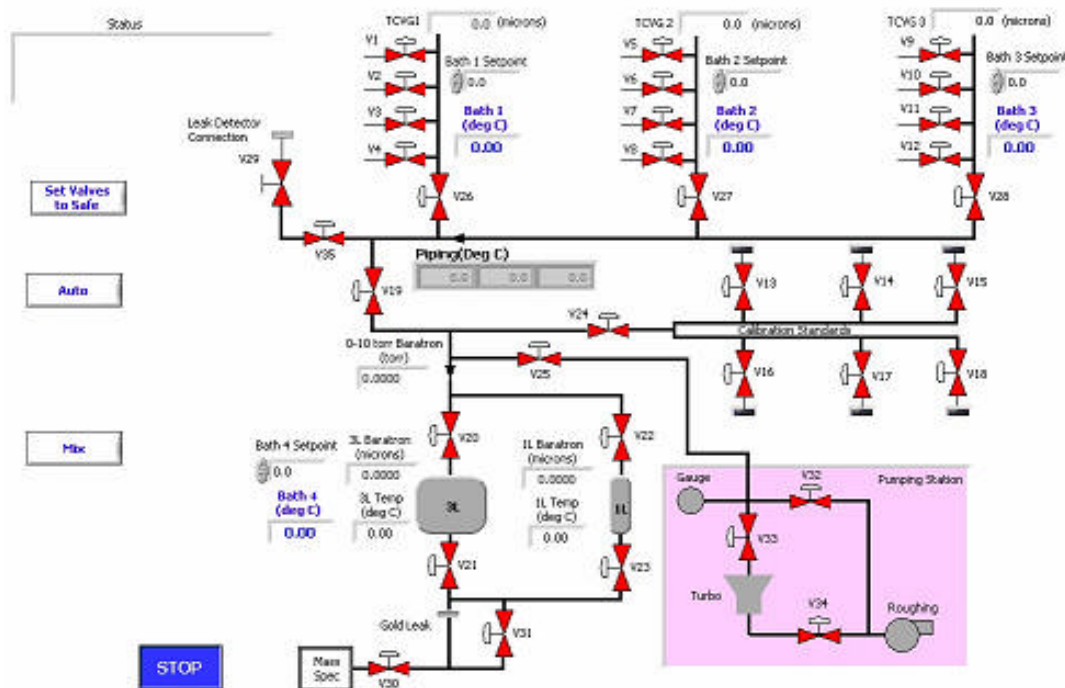 Status
TCVG1
0.0 (microns)
TCVG 2
0.0 (microns)
TCVG 3
0.0 (microns)
V1
V2
V3
V4
Bath 1 Setpoint
0.0
Bath 1
(deg C)
0.00
V26
V5
V6
V7
V8
Bath 2 Setpoint
0.0
Bath 2
(deg C)
0.00
V27
V9
V10
V11
V12
Bath 3 Setpoint
0.0
Bath 3
(deg C)
0.00
V28
Leak Detector
Connection
V29
Set Valves
to Safe
V35
Piping(Deg C)
0.0 0.0 0.0
Auto
V19
V13
V14
V15
V24
Calibration Standards
0-10 torr Baratron
(torr)
0.0000
V25
V16
V17
V18
Mix
Bath 4 Setpoint
0.0
Bath 4
(deg C)
0.00
3L Baratron
(microns)
0.0000
3L Temp
(deg C)
0.00
V20
3L
V21
1L Baratron
(microns)
0.0000
1L Temp
(deg C)
0.00
V22
1L
V23
Gauge
V32
Pumping Station
V33
Turbo
V34
Roughing
Gold Leak
V31
STOP
Mass
Spec
V30